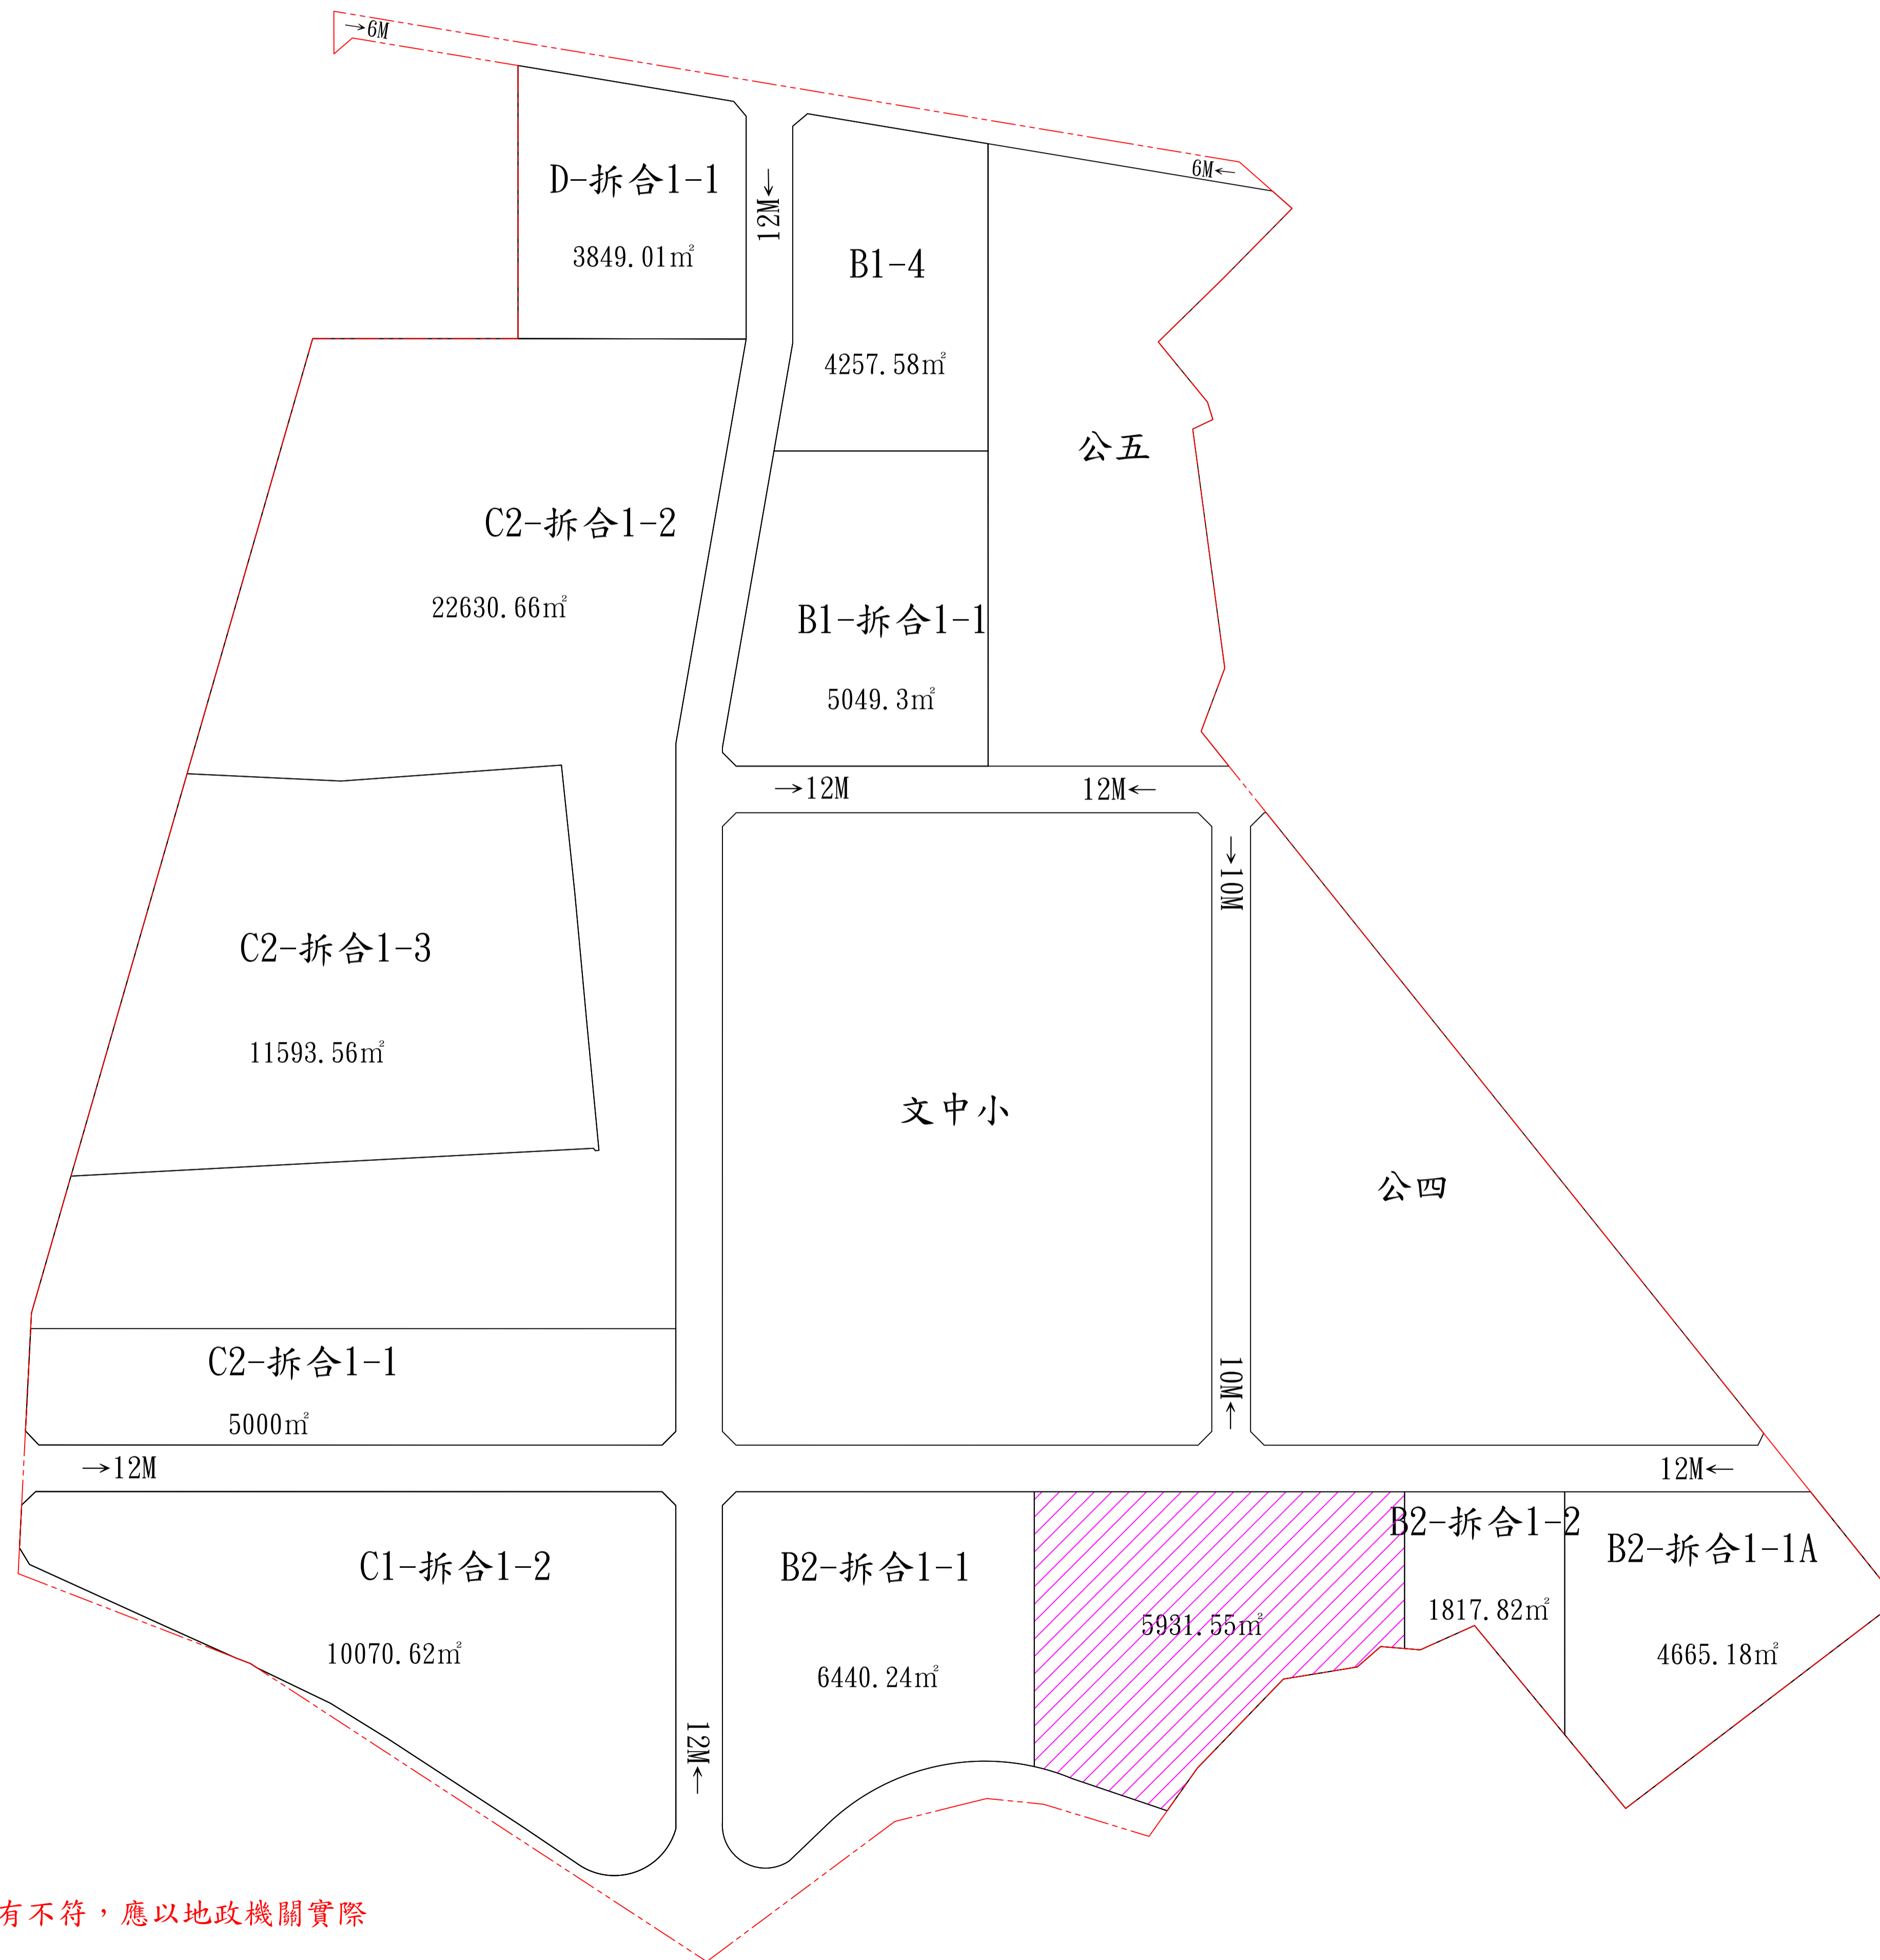 →6M
6M←
D-拆合1-1
3849.01㎡
12M←
B1-4
4257.58㎡
公五
C2-拆合1-2
22630.66㎡
B1-拆合1-1
5049.3㎡
→12M
12M←
→10M
C2-拆合1-3
11593.56㎡
文中小
公四
C2-拆合1-1
5000㎡
10M←
→12M
12M←
C1-拆合1-2
10070.62㎡
B2-拆合1-1
6440.24㎡
5931.55㎡
B2-拆合1-2
1817.82㎡
B2-拆合1-1A
4665.18㎡
12M←
有不符，應以地政機關實際